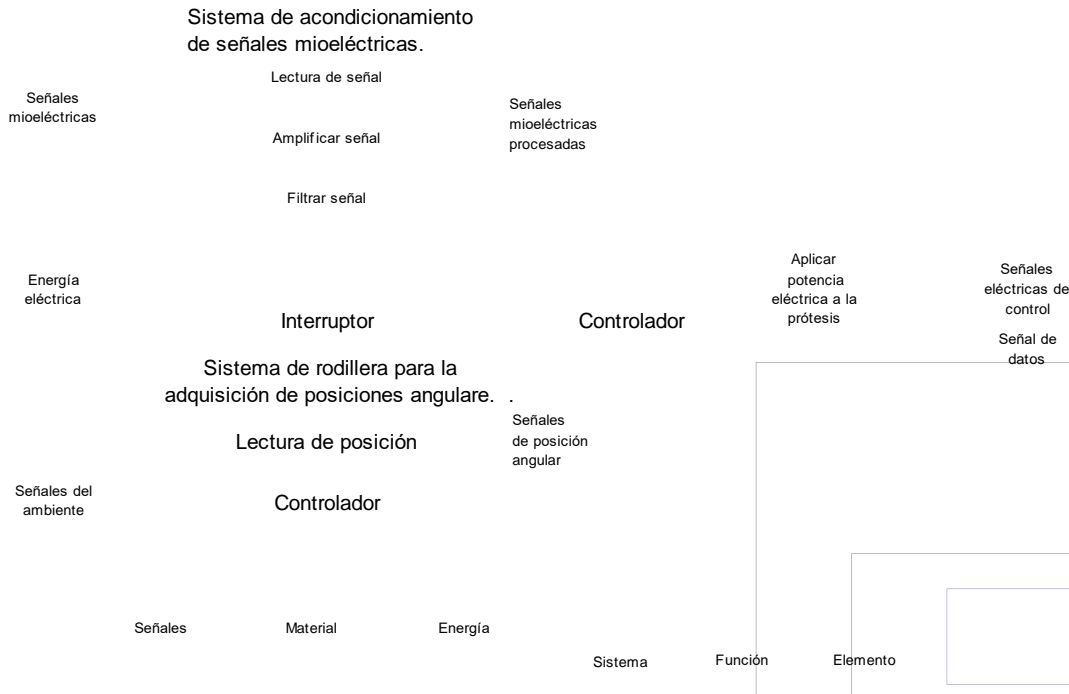 Sistema de acondicionamiento
de señales mioeléctricas.
Lectura de señal
Señales
mioeléctricas
Señales
mioeléctricas
procesadas
Amplificar señal
Filtrar señal
Energía
eléctrica
Interruptor
Controlador
Aplicar
potencia
eléctrica a la
prótesis
Señales
eléctricas de
control
Señal de
datos
Sistema de rodillera para la
adquisición de posiciones angulare. .
Lectura de posición
Señales
de posición
angular
Señales del
ambiente
Controlador
Señales
Material
Energía
Sistema
Función
Elemento